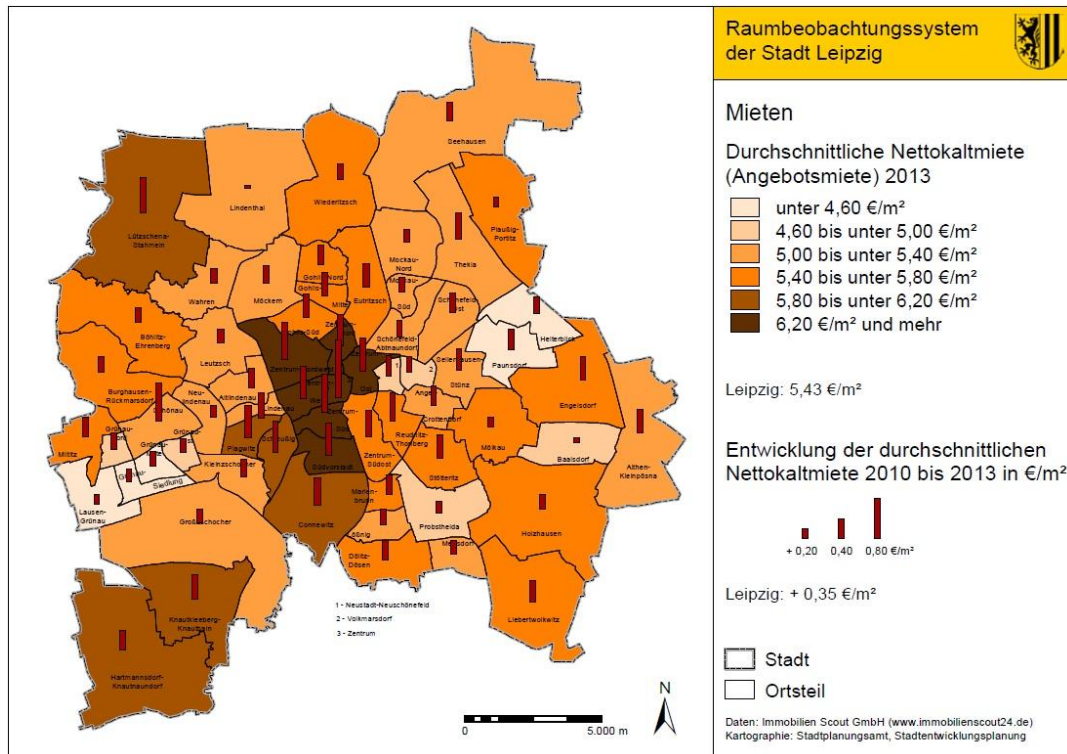 Raumbeobachtungssystem
der Stadt Leipzig
Mieten
Durchschnittliche Nettokaltmiete
(Angebotsmiete) 2013
unter 4,60 €/m²
4,60 bis unter 5,00 €/m²
5,00 bis unter 5,40 €/m²
5,40 bis unter 5,80 €/m²
5,80 bis unter 6,20 €/m²
6,20 €/m² und mehr
Leipzig: 5,43 €/m²
Entwicklung der durchschnittlichen
Nettokaltmiete 2010 bis 2013 in €/m²
+ 0,20 0,40 0,80 €/m²
Leipzig: + 0,35 €/m²
Stadt
Ortsteil
Daten: Immobilien Scout GmbH (www.immobilienscout24.de)
Kartographie: Stadtplanungsamt, Stadtentwicklungsplanung
Seehausen
Lindenthal
Wiederitzsch
Plaußig-
Portitz
Lützschena-
Stahmeln
Mockau-
Nord
Thekla
Wahren
Möckern
Eutritzsch
Süd
Böhlitz-
Ehrenberg
Leutzsch
Schönefeld-
Abtnaundorf
Heiterblick
Paunsdorf
Sellerhausen-
Stünz
Burghausen-
Rückmarsdorf
Altlindenau
Neu-
lindenau
Engelsdorf
Miltitz
Plagwitz
Reudnitz-
Thonberg
Mölkau
Baalsdorf
Althen-
Kleinpösna
Kleinzschocher
Südvorstadt
Zentrum-
Südost
Stötteritz
Siedlung
Lausen-
Grünau
Marien-
brunn
Connewitz
Probstheida
Holzhausen
Dölitz-
Dösen
Liebertwolkwitz
Knautkleeberg-
Knauthain
Hartmannsdorf-
Knautnaundorf
1 - Neustadt-Neuschönefeld
2 - Volkmarsdorf
3 - Zentrum
N
0 5.000 m